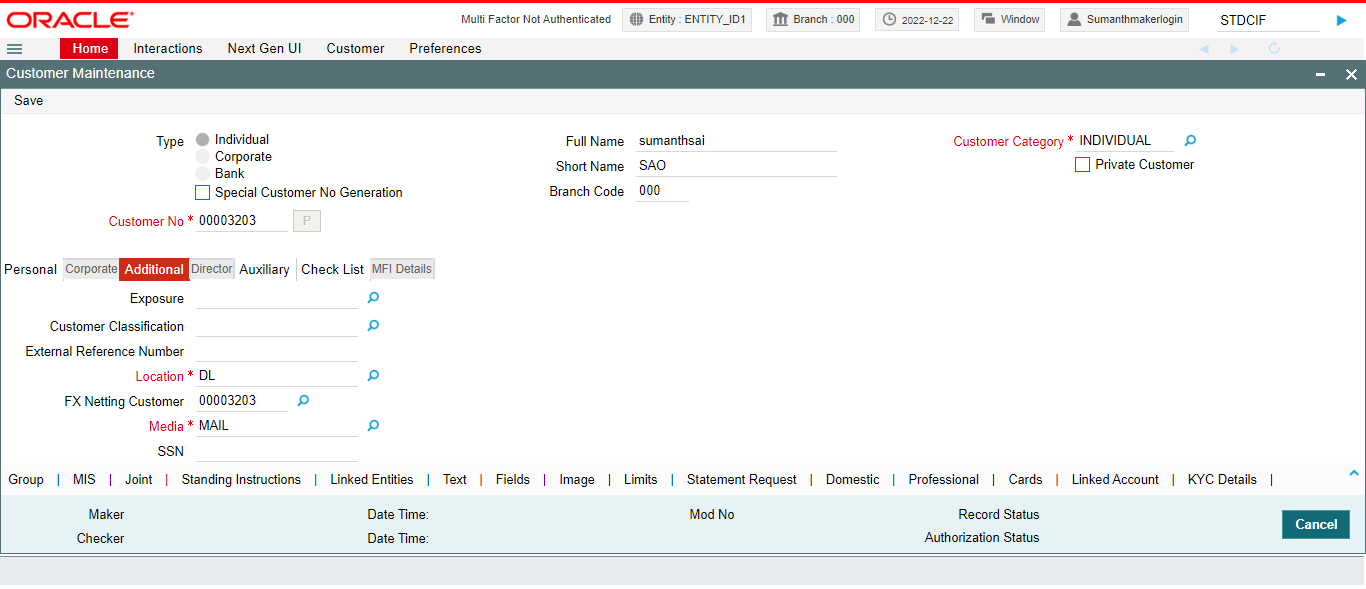 ORACLE® Multi Factor Not Authenticated Entity : ENTITY_ID1 Branch : 000 2022-12-22 Window Sumanthmakerlogin STDCIF
Home Interactions Next Gen UI Customer Preferences
Customer Maintenance
Save
Type Individual Full Name sumanthsai Customer Category * INDIVIDUAL
Corporate Short Name SAO Private Customer
Bank
Special Customer No Generation Branch Code 000
Customer No * 00003203 P
Personal Corporate Additional Director Auxiliary Check List MFI Details
Exposure
Customer Classification
External Reference Number
Location * DL
FX Netting Customer 00003203
Media * MAIL
SSN
Group | MIS | Joint | Standing Instructions | Linked Entities | Text | Fields | Image | Limits | Statement Request | Domestic | Professional | Cards | Linked Account | KYC Details |
Maker Date Time: Mod No Record Status
Checker Date Time: Authorization Status
Cancel